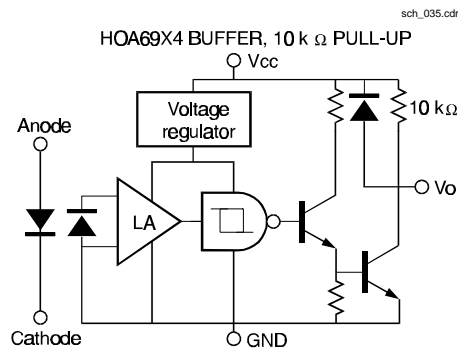 sch_035.cdr
HOA69X4 BUFFER, 10 k Ω PULL-UP
Vcc
Voltage
regulator
10 kΩ
Anode
Vo
LA
Cathode
GND